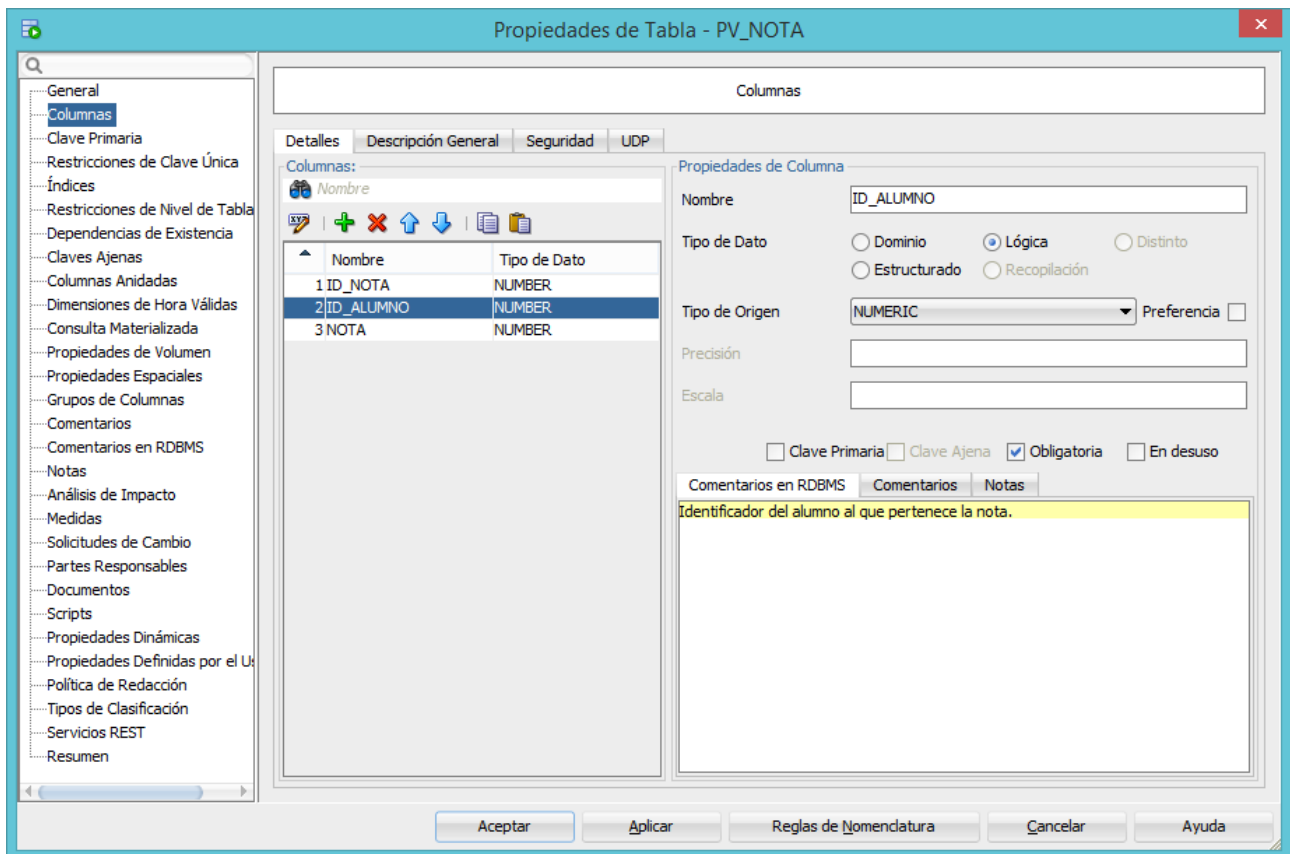 Propiedades de Tabla - PV_NOTA
General
Columnas
Clave Primaria
Restricciones de Clave Única
Índices
Restricciones de Nivel de Tabla
Dependencias de Existencia
Claves Ajenas
Columnas Anidadas
Dimensiones de Hora Válidas
Consulta Materializada
Propiedades de Volumen
Propiedades Espaciales
Grupos de Columnas
Comentarios
Comentarios en RDBMS
Notas
Análisis de Impacto
Medidas
Solicitudes de Cambio
Partes Responsables
Documentos
Scripts
Propiedades Dinámicas
Propiedades Definidas por el U
Política de Redacción
Tipos de Clasificación
Servicios REST
Resumen
Columnas
Detalles Descripción General Seguridad UDP
Columnas:
Nombre
Nombre Tipo de Dato
1 ID_NOTA NUMBER
2 ID_ALUMNO NUMBER
3 NOTA NUMBER
Propiedades de Columna
Nombre ID_ALUMNO
Tipo de Dato Dominio Lógica Distinto
Estructurado Recopilación
Tipo de Origen NUMERIC Preferencia
Precisión
Escala
Clave Primaria Clave Ajena Obligatoria En desuso
Comentarios en RDBMS Comentarios Notas
Identificador del alumno al que pertenece la nota.
Aceptar Aplicar Reglas de Nomenclatura Cancelar Ayuda